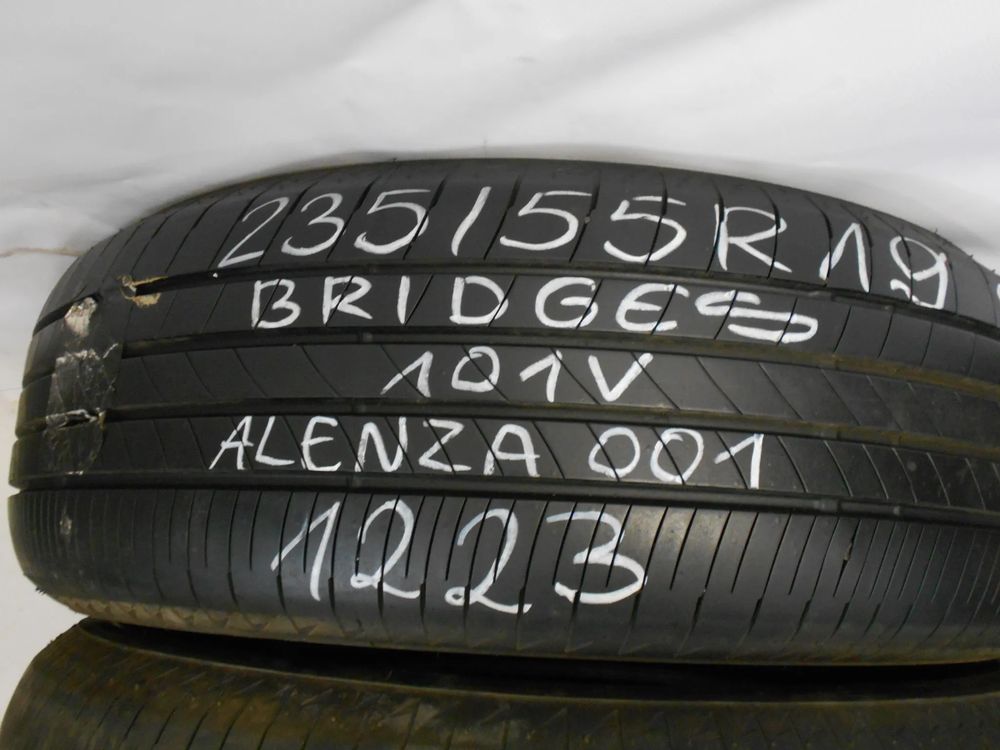 235/55R19
BRIDGES
101V
ALENZA 001
1223